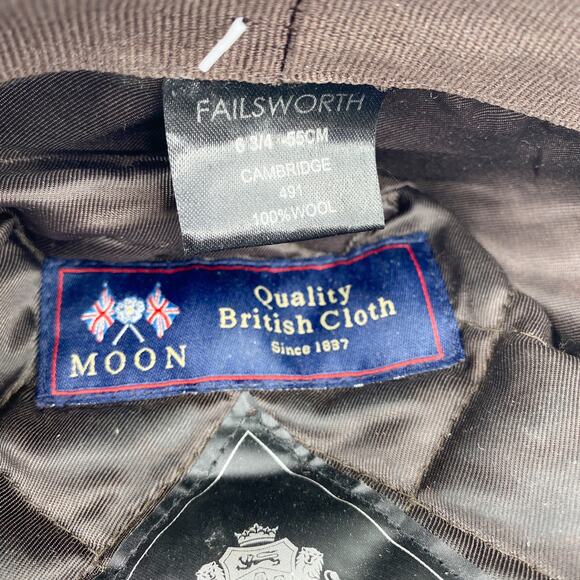 FAILSWORTH
6 3/4 -55CM
CAMBRIDGE
491
100%WOOL
MOON
Quality
British Cloth
Since 1837